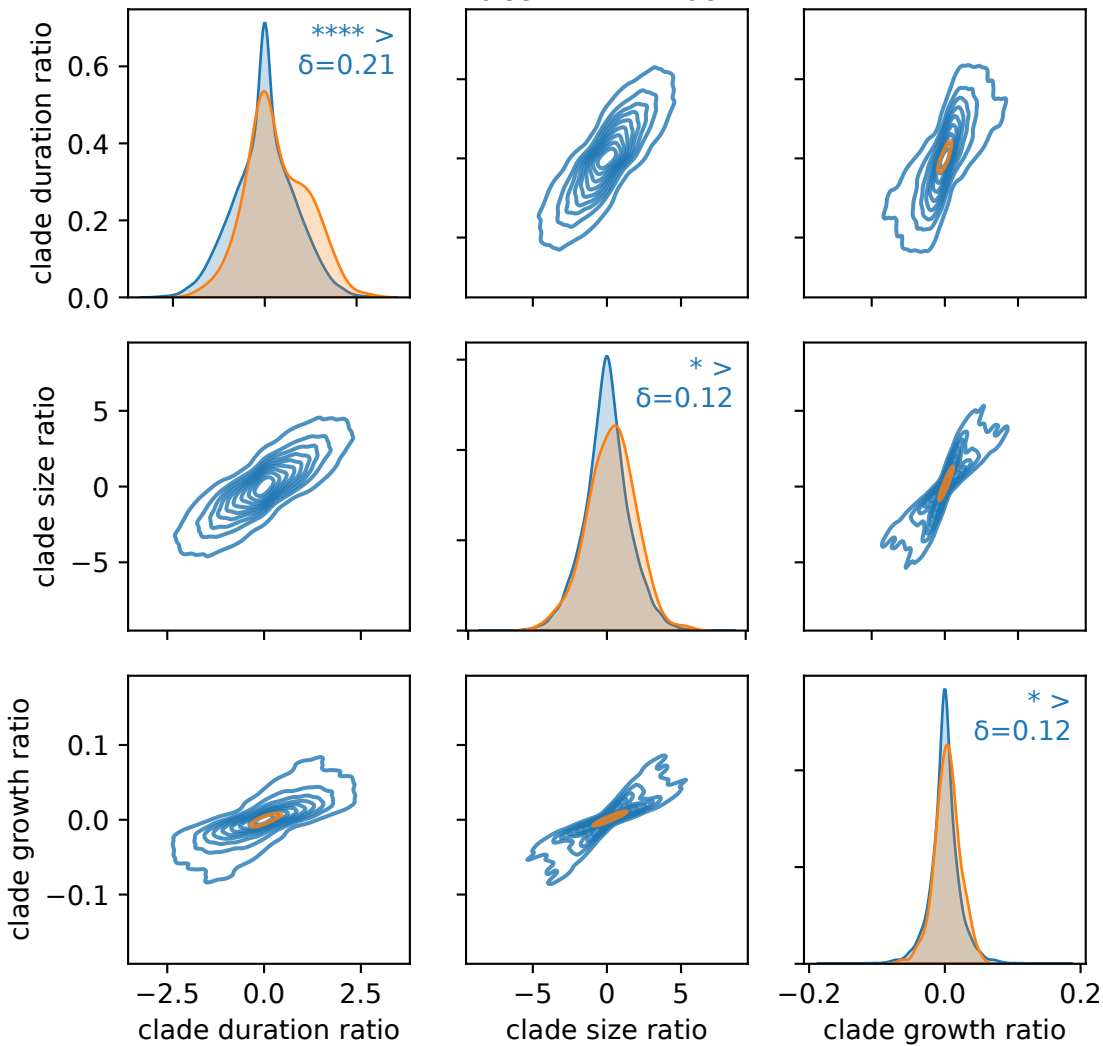 clade duration ratio
0.6
0.4
0.2
0.0
**** >
δ=0.21
clade size ratio
5
0
−5
* >
δ=0.12
clade growth ratio
0.1
0.0
−0.1
* >
δ=0.12
−2.5 0.0 2.5
−5 0 5
−0.2 0.0 0.2
clade duration ratio
clade size ratio
clade growth ratio